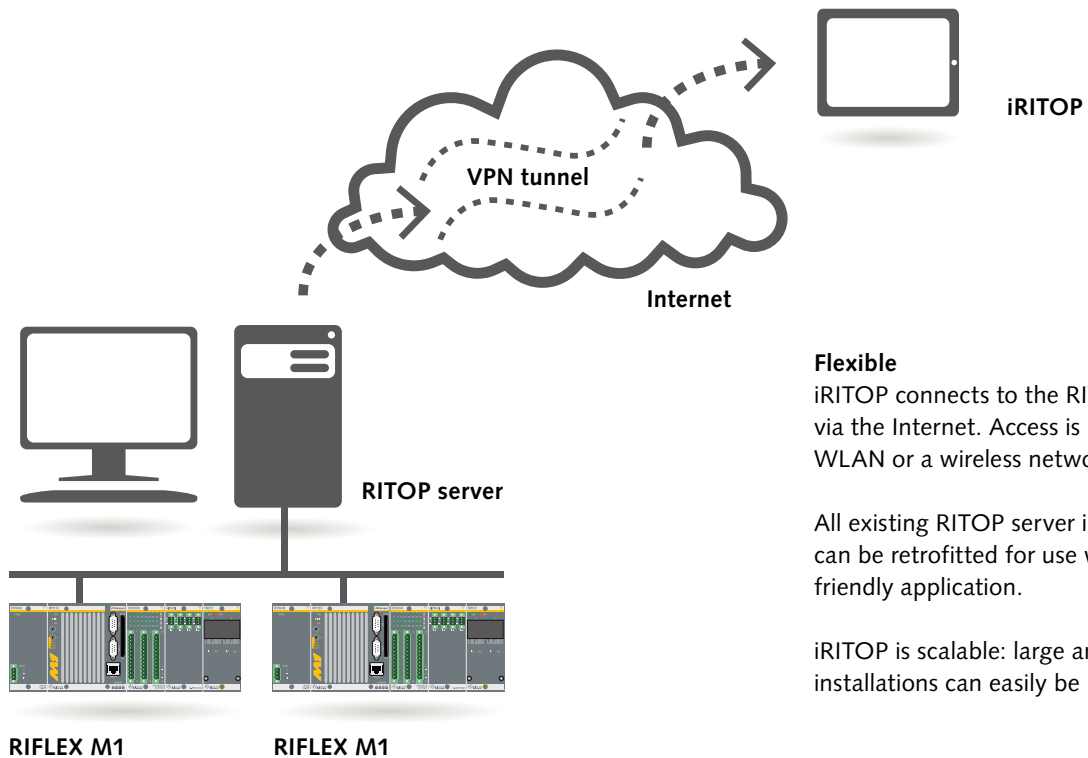 iRITOP
VPN tunnel
Internet
RITOP server
RIFLEX M1
RIFLEX M1
Flexible
iRITOP connects to the RI
via the Internet. Access is
WLAN or a wireless netwo
All existing RITOP server i
can be retrofitted for use w
friendly application.
iRITOP is scalable: large an
installations can easily be